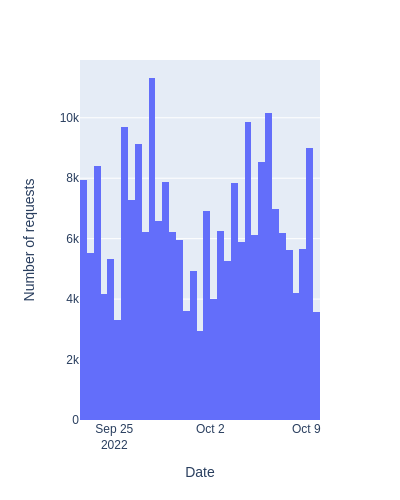 Number of requests
10k
8k
6k
4k
2k
0
Sep 25
2022
Oct 2
Oct 9
Date